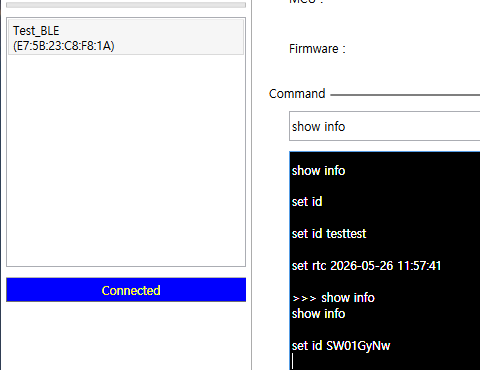 MCU :
Test_BLE
(E7:5B:23:C8:F8:1A)
Firmware :
Command
show info
show info
set id
set id testtest
set rtc 2026-05-26 11:57:41
>>> show info
show info
set id SW01GyNw
Connected